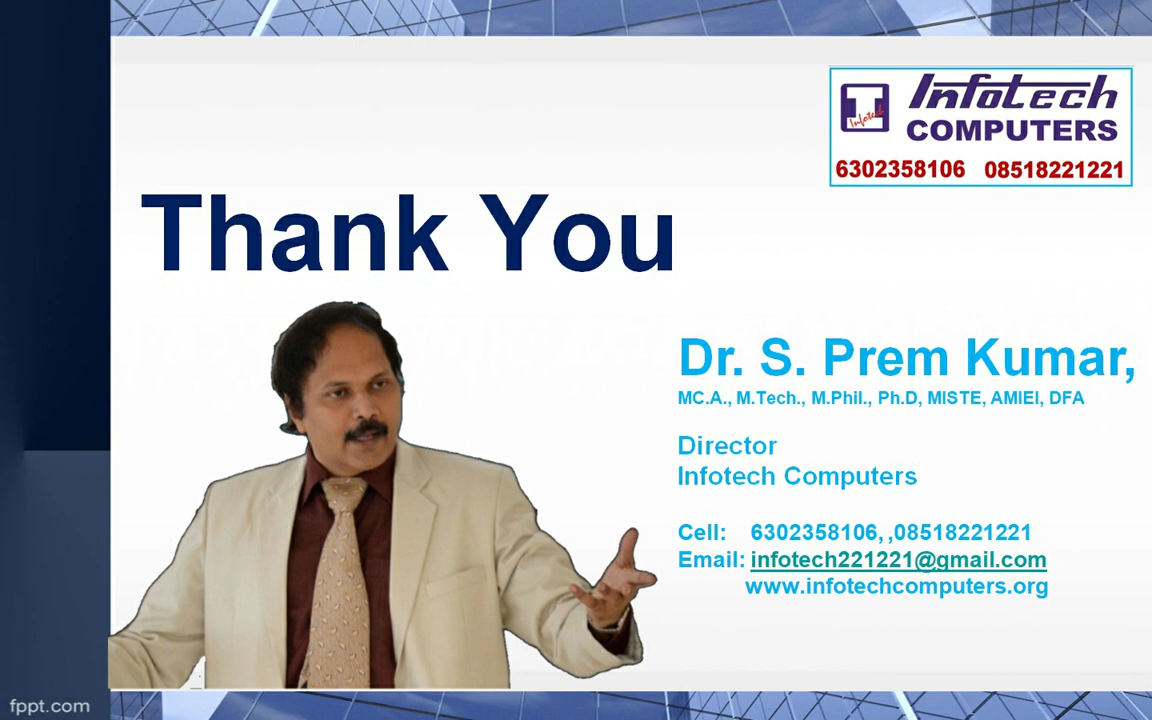 Infotech
COMPUTERS
Infotech
6302358106 08518221221
Thank You
Dr. S. Prem Kumar,
MC.A., M.Tech., M.Phil., Ph.D, MISTE, AMIEI, DFA
Director
Infotech Computers
Cell: 6302358106, ,08518221221
Email: infotech221221@gmail.com
www.infotechcomputers.org
fppt.com